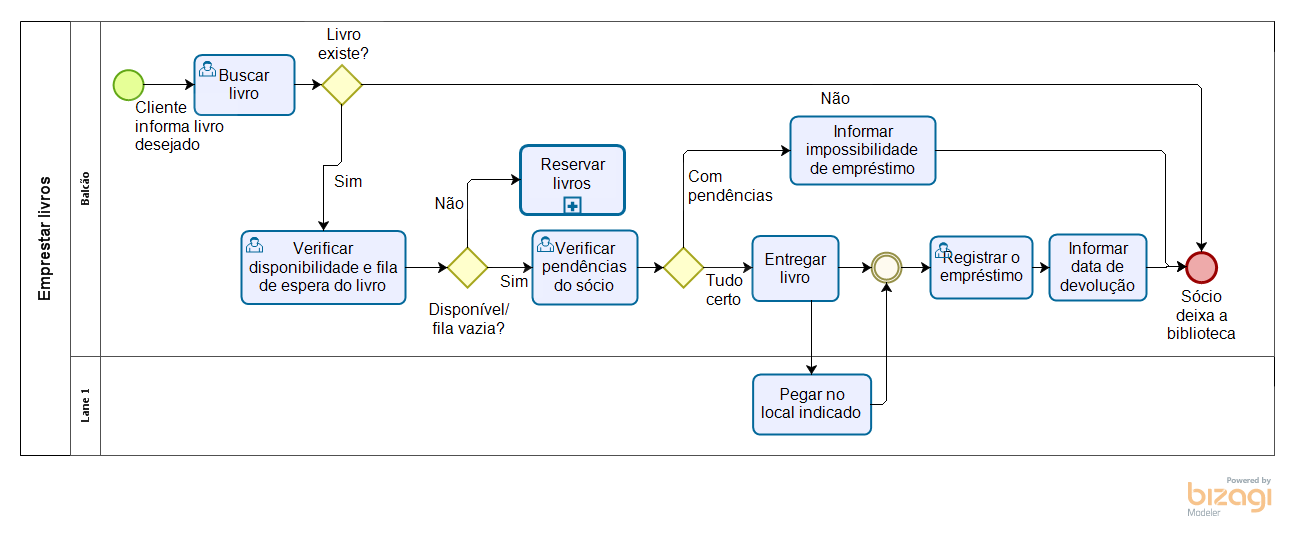 Emprestar livros
Balcão
Lane 1
Cliente
informa livro
desejado
Buscar
livro
Livro
existe?
Não
Sim
Verificar
disponibilidade e fila
de espera do livro
Disponível/
fila vazia?
Não
Reservar
livros
Sim
Verificar
pendências
do sócio
Com
pendências
Informar
impossibilidade
de empréstimo
Tudo
certo
Entregar
livro
Pegar no
local indicado
Registrar o
empréstimo
Informar
data de
devolução
Sócio
deixa a
biblioteca
Powered by
bizagi
Modeler